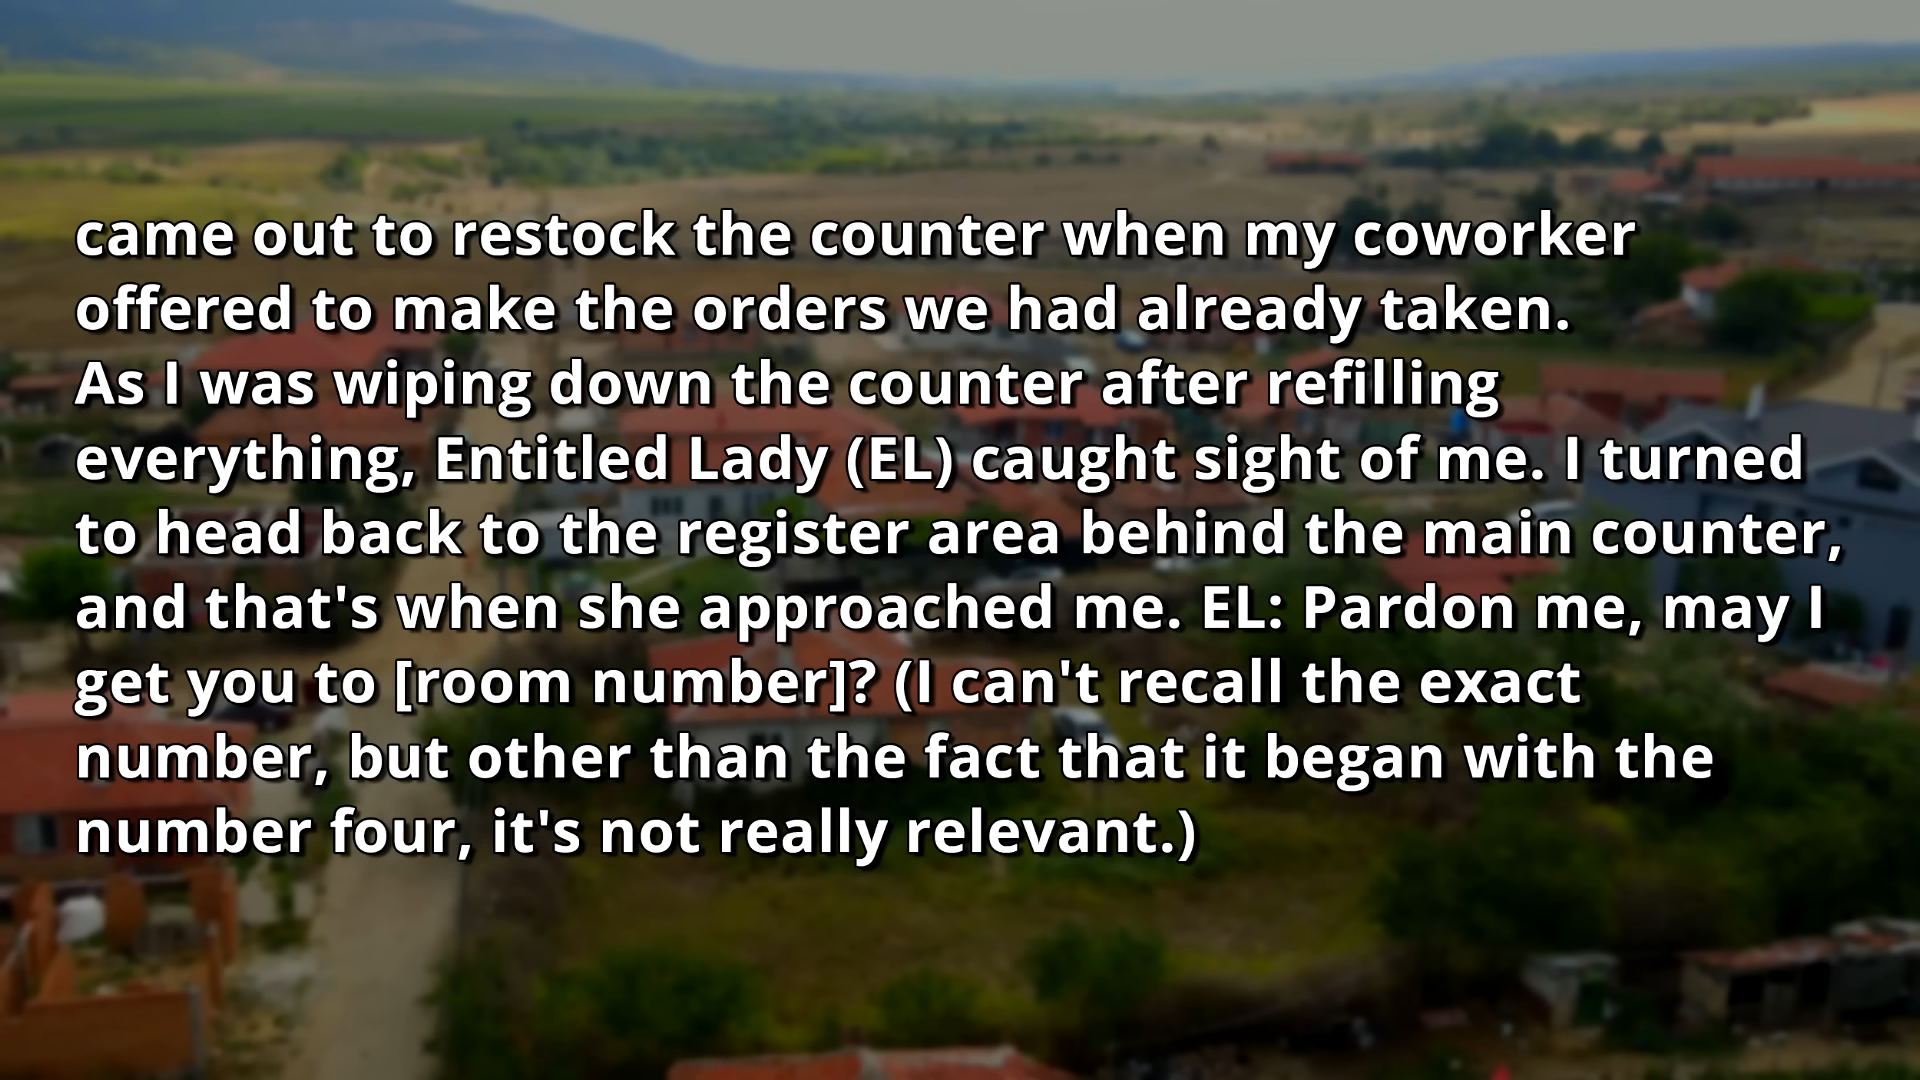 came out to restock the counter when my coworker
offered to make the orders we had already taken.
As I was wiping down the counter after refilling
everything, Entitled Lady (EL) caught sight of me. I turned
to head back to the register area behind the main counter,
and that's when she approached me. EL: Pardon me, may I
get you to [room number]? (I can't recall the exact
number, but other than the fact that it began with the
number four, it's not really relevant.)